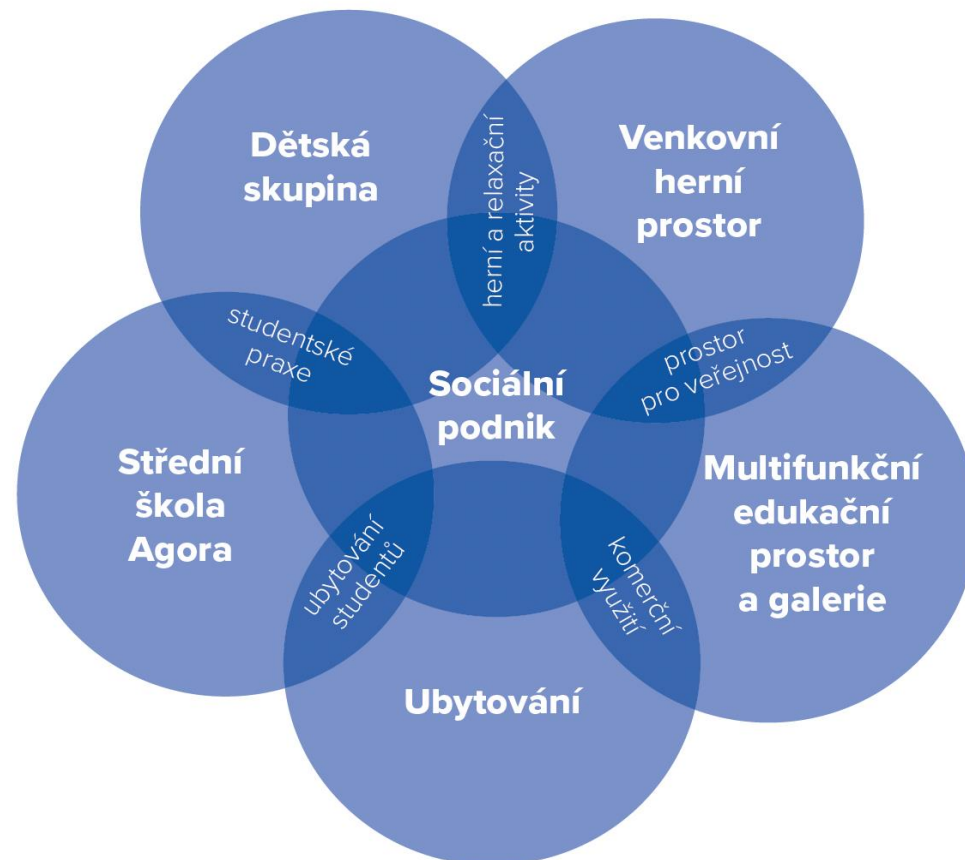 Dětská
skupina
herní a relaxační
aktivity
Venkovní
herní
prostor
studentské
praxe
prostor
pro veřejnost
Sociální
podnik
Střední
škola
Agora
Multifunkční
edukační
prostor
a galerie
ubytování
studentů
komerční
využití
Ubytování